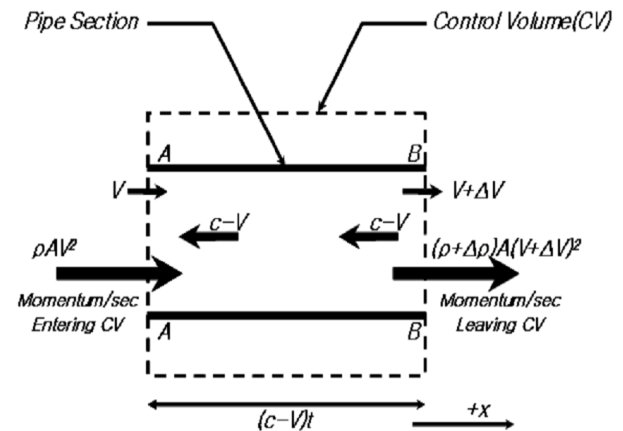 Pipe Section
Control Volume(CV)
A
B
V
V+ΔV
c-V
c-V
ρAV²
(ρ+Δρ)A(V+ΔV)²
Momentum/sec
Entering CV
Momentum/sec
Leaving CV
A
B
(c-V)t
+x